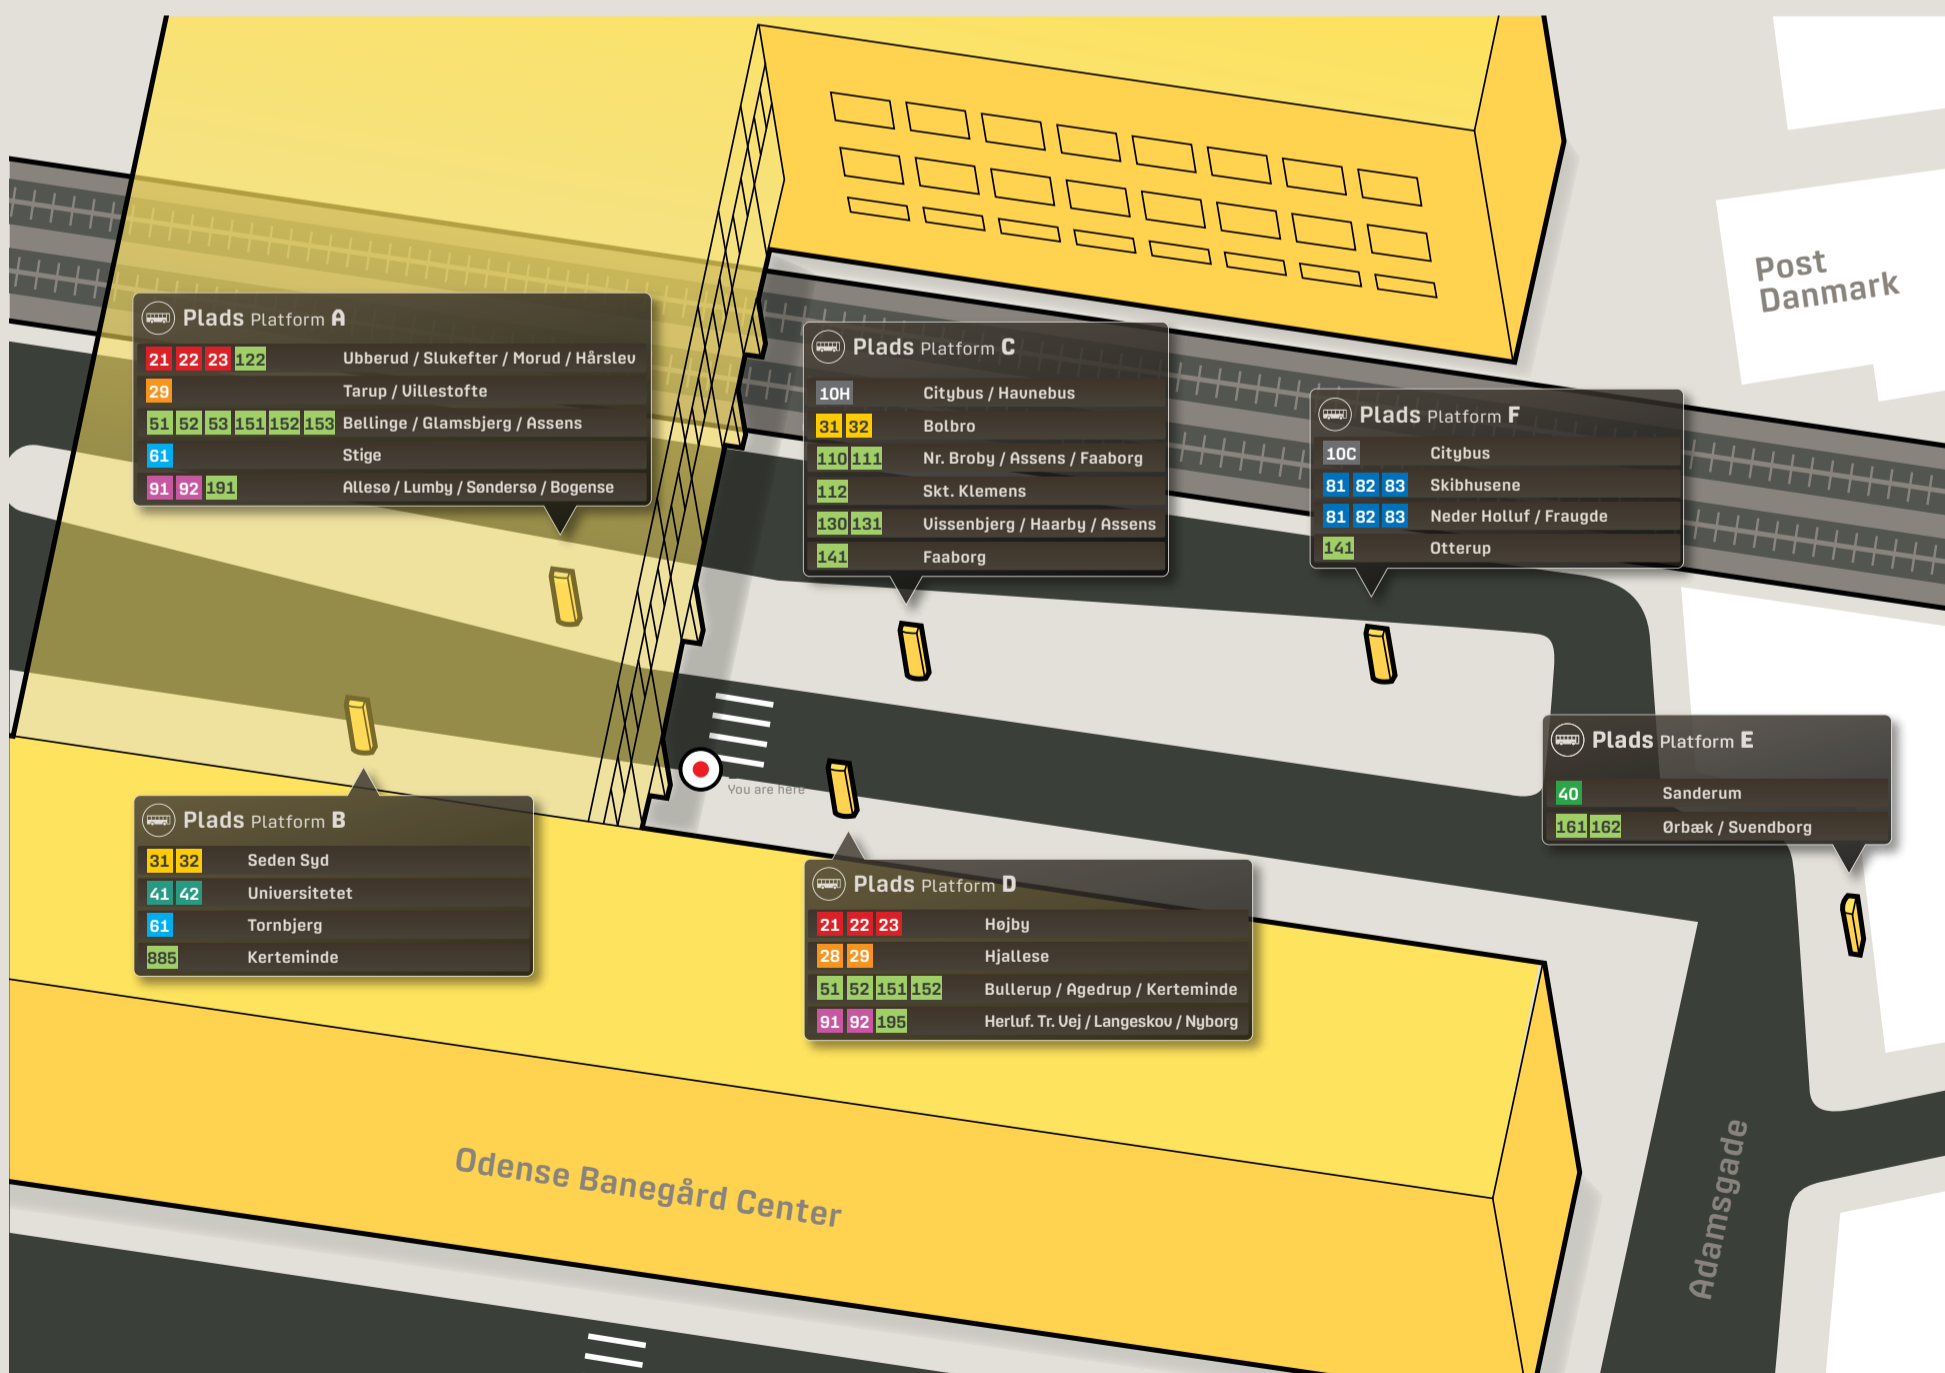 Post
Danmark
Plads Platform A
21 22 23 122 Ubberud / Slukefter / Morud / Hårslev
29 Tarup / Villestofte
51 52 53 151 152 153 Bellinge / Glamsbjerg / Assens
61 Stige
91 92 191 Allesø / Lumby / Søndersø / Bogense
Plads Platform C
10H Citybus / Havnebus
31 32 Bolbro
110 111 Nr. Broby / Assens / Faaborg
112 Skt. Klemens
130 131 Vissenbjerg / Haarby / Assens
141 Faaborg
Plads Platform F
10C Citybus
81 82 83 Skibhusene
81 82 83 Neder Holluf / Fraugde
141 Otterup
Plads Platform E
40 Sanderum
161 162 Ørbæk / Svendborg
You are here
Plads Platform B
31 32 Seden Syd
41 42 Universitetet
61 Tornbjerg
885 Kerteminde
Plads Platform D
21 22 23 Højby
28 29 Hjallese
51 52 151 152 Bullerup / Agedrup / Kerteminde
91 92 195 Herluf. Tr. Vej / Langeskov / Nyborg
Odense Banegård Center
Adamsgade